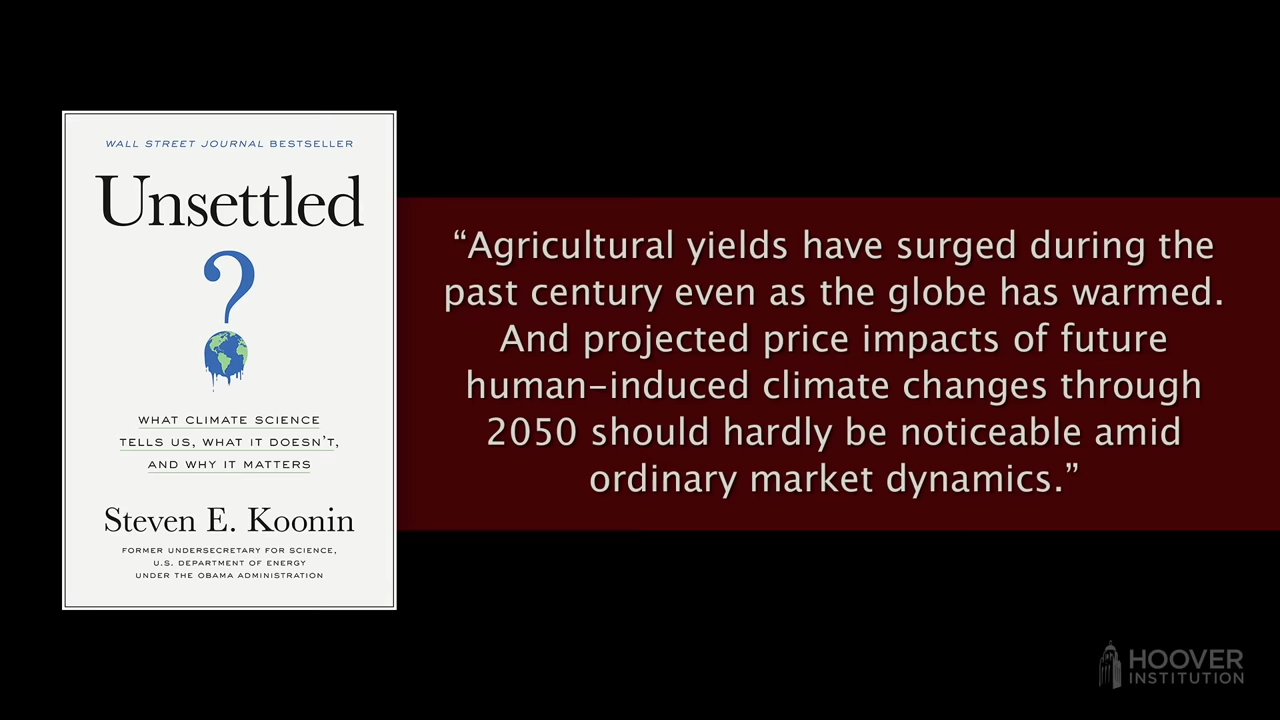 WALL STREET JOURNAL BESTSELLER
Unsettled
?
WHAT CLIMATE SCIENCE
TELLS US, WHAT IT DOESN'T,
AND WHY IT MATTERS
Steven E. Koonin
FORMER UNDERSECRETARY FOR SCIENCE,
U.S. DEPARTMENT OF ENERGY
UNDER THE OBAMA ADMINISTRATION
“Agricultural yields have surged during the
past century even as the globe has warmed.
And projected price impacts of future
human–induced climate changes through
2050 should hardly be noticeable amid
ordinary market dynamics.”
HOOVER
INSTITUTION